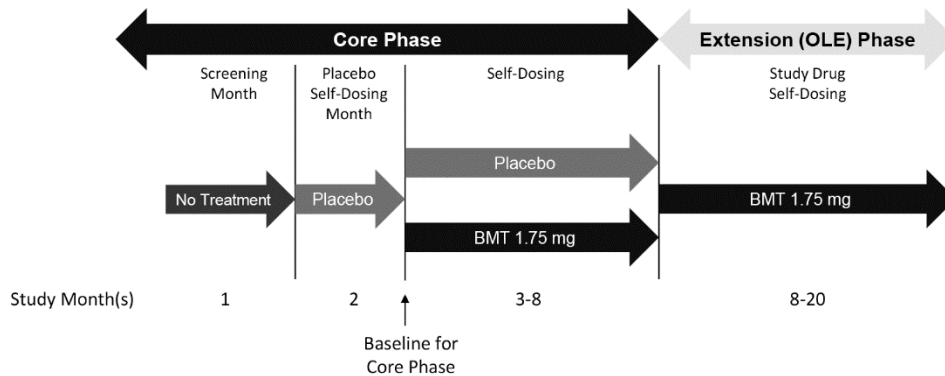 Core Phase
Extension (OLE) Phase
Screening
Month
Placebo
Self-Dosing
Month
Self-Dosing
Study Drug
Self-Dosing
No Treatment
Placebo
Placebo
BMT 1.75 mg
BMT 1.75 mg
Study Month(s)
1
2
3-8
8-20
Baseline for
Core Phase